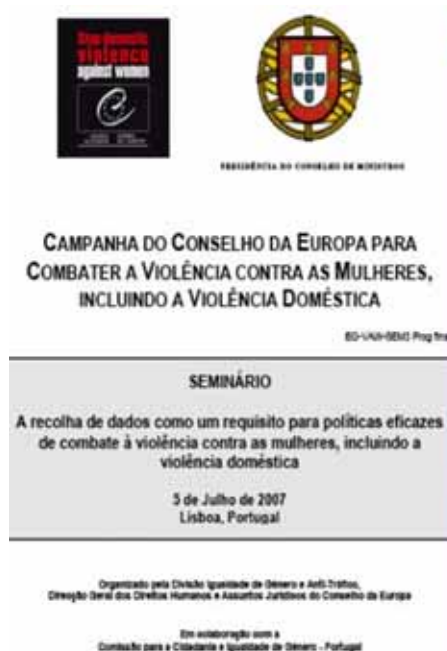 Stop domestic
violence
against women
PRESIDÊNCIA DO CONSELHO DE MINISTROS
CAMPANHA DO CONSELHO DA EUROPA PARA
COMBATER A VIOLÊNCIA CONTRA AS MULHERES,
INCLUINDO A VIOLÊNCIA DOMÉSTICA
Prog fina
SEMINÁRIO
A recolha de dados como um requisito para políticas eficazes
de combate à violência contra as mulheres, incluindo a
violência doméstica
5 de Julho de 2007
Lisboa, Portugal
Organizado pela Divisão Igualdade de Género e Anti-Tráfico,
Direcção Geral dos Direitos Humanos e Assuntos Jurídicos do Conselho da Europa
Em colaboração com a
Comissão para a Cidadania e Igualdade de Género - Portugal